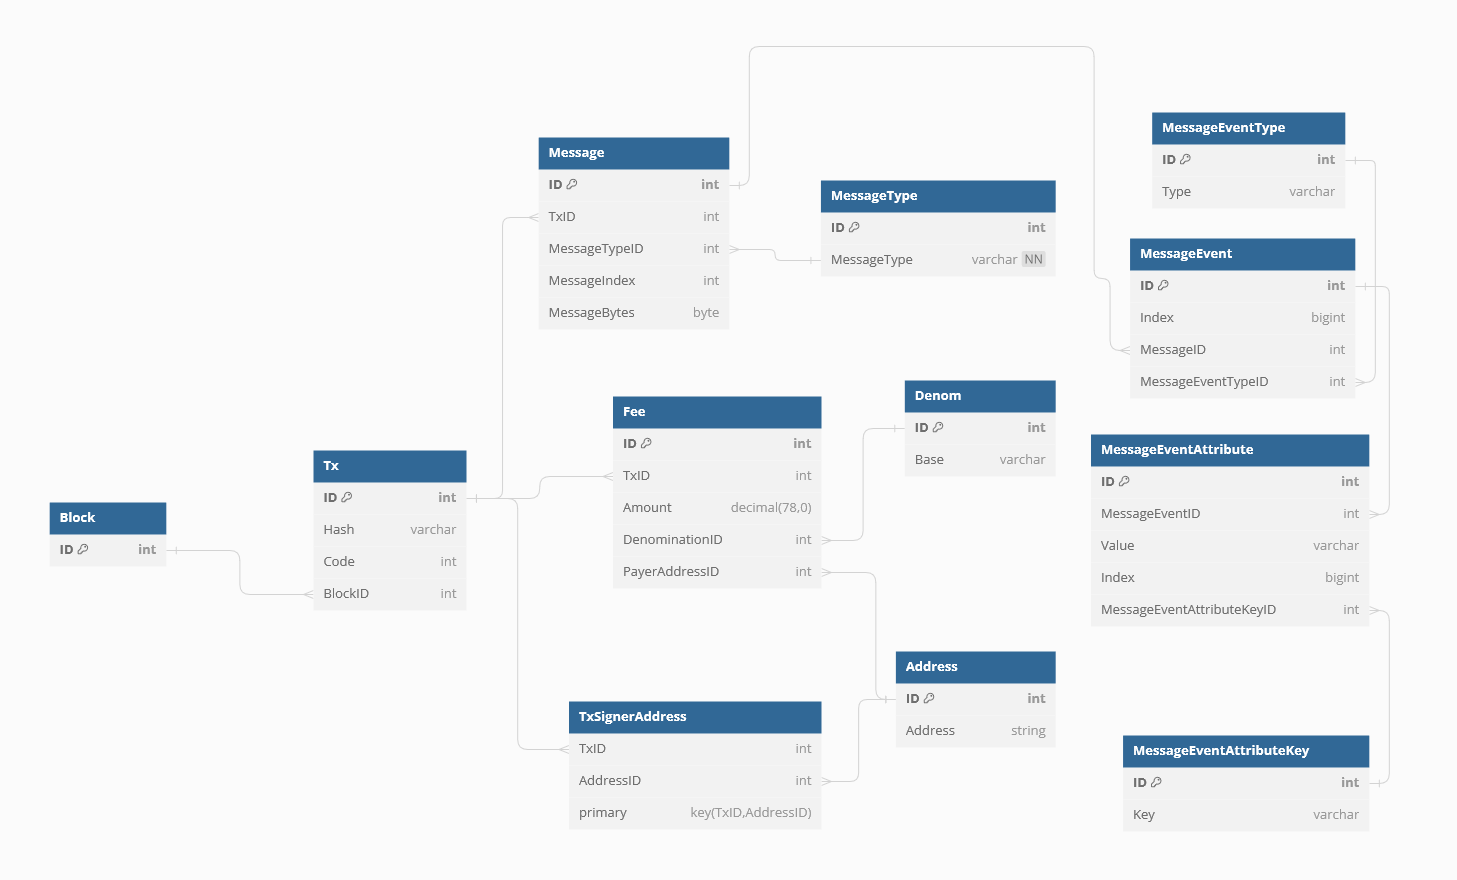 Block
ID int
Tx
ID int
Hash varchar
Code int
BlockID int
Message
ID int
TxID int
MessageTypeID int
MessageIndex int
MessageBytes byte
MessageType
ID int
MessageType varchar NN
Fee
ID int
TxID int
Amount decimal(78,0)
DenominationID int
PayerAddressID int
Denom
ID int
Base varchar
TxSignerAddress
TxID int
AddressID int
primary key(TxID,AddressID)
Address
ID int
Address string
MessageEventType
ID int
Type varchar
MessageEvent
ID int
Index bigint
MessageID int
MessageEventTypeID int
MessageEventAttribute
ID int
MessageEventID int
Value varchar
Index bigint
MessageEventAttributeKeyID int
MessageEventAttributeKey
ID int
Key varchar